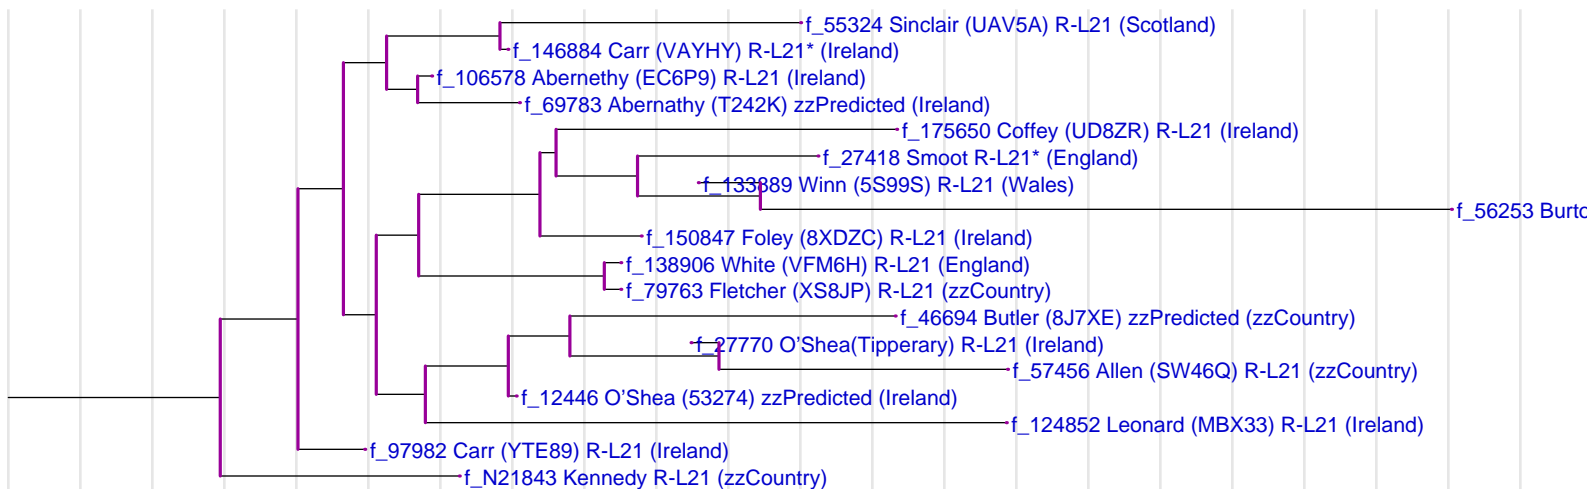 f_55324 Sinclair (UAV5A) R-L21 (Scotland)
f_146884 Carr (VAYHY) R-L21* (Ireland)
f_106578 Abernethy (EC6P9) R-L21 (Ireland)
f_69783 Abernathy (T242K) zzPredicted (Ireland)
f_175650 Coffey (UD8ZR) R-L21 (Ireland)
f_27418 Smoot R-L21* (England)
f_133889 Winn (5S99S) R-L21 (Wales)
f_56253 Burto
f_150847 Foley (8XDZC) R-L21 (Ireland)
f_138906 White (VFM6H) R-L21 (England)
f_79763 Fletcher (XS8JP) R-L21 (zzCountry)
f_46694 Butler (8J7XE) zzPredicted (zzCountry)
f_27770 O'Shea(Tipperary) R-L21 (Ireland)
f_57456 Allen (SW46Q) R-L21 (zzCountry)
f_12446 O'Shea (53274) zzPredicted (Ireland)
f_124852 Leonard (MBX33) R-L21 (Ireland)
f_97982 Carr (YTE89) R-L21 (Ireland)
f_N21843 Kennedy R-L21 (zzCountry)